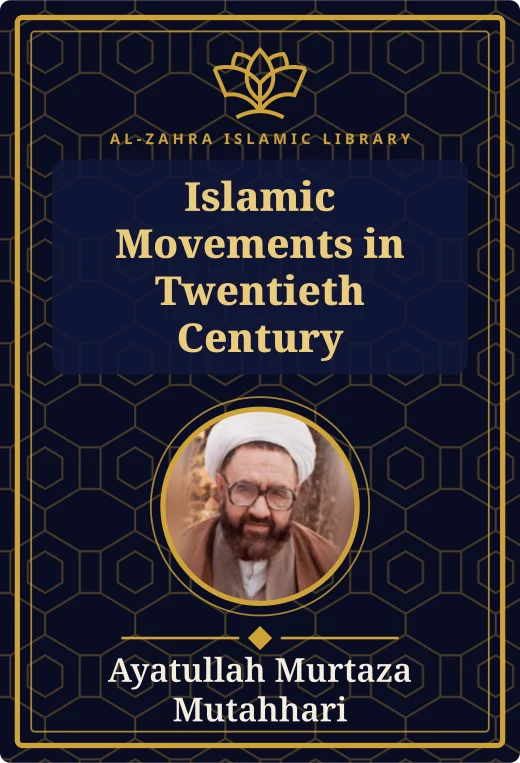 AL-ZAHRA ISLAMIC LIBRARY
Islamic
Movements in
Twentieth
Century
Ayatullah Murtaza
Mutahhari